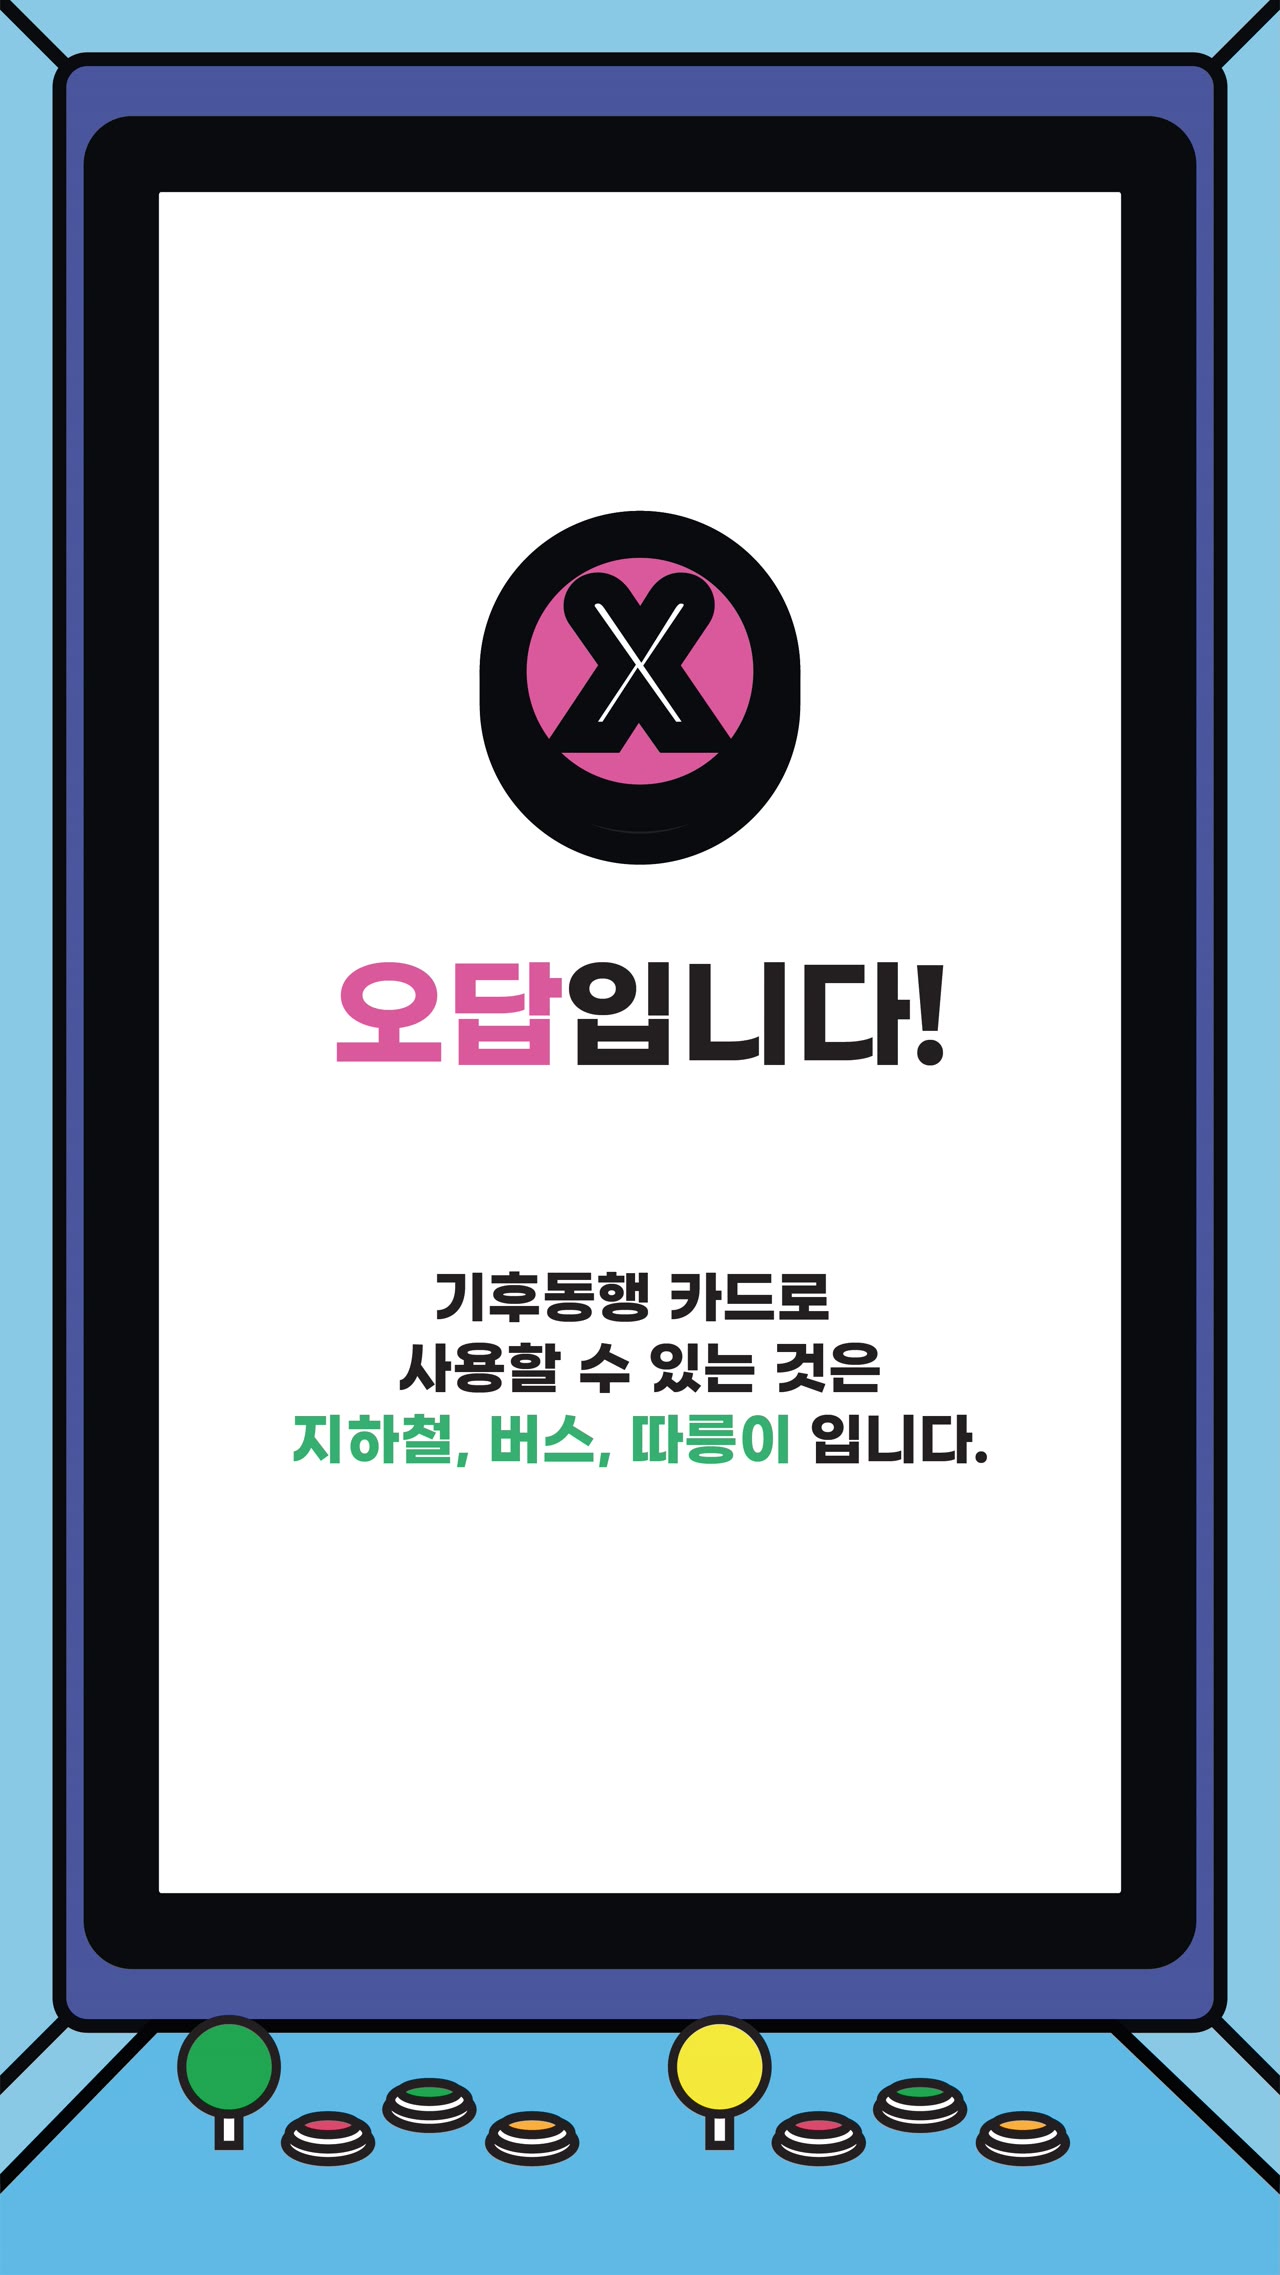 X
오답입니다!
기후동행 카드로
사용할 수 있는 것은
지하철, 버스, 따릉이 입니다.